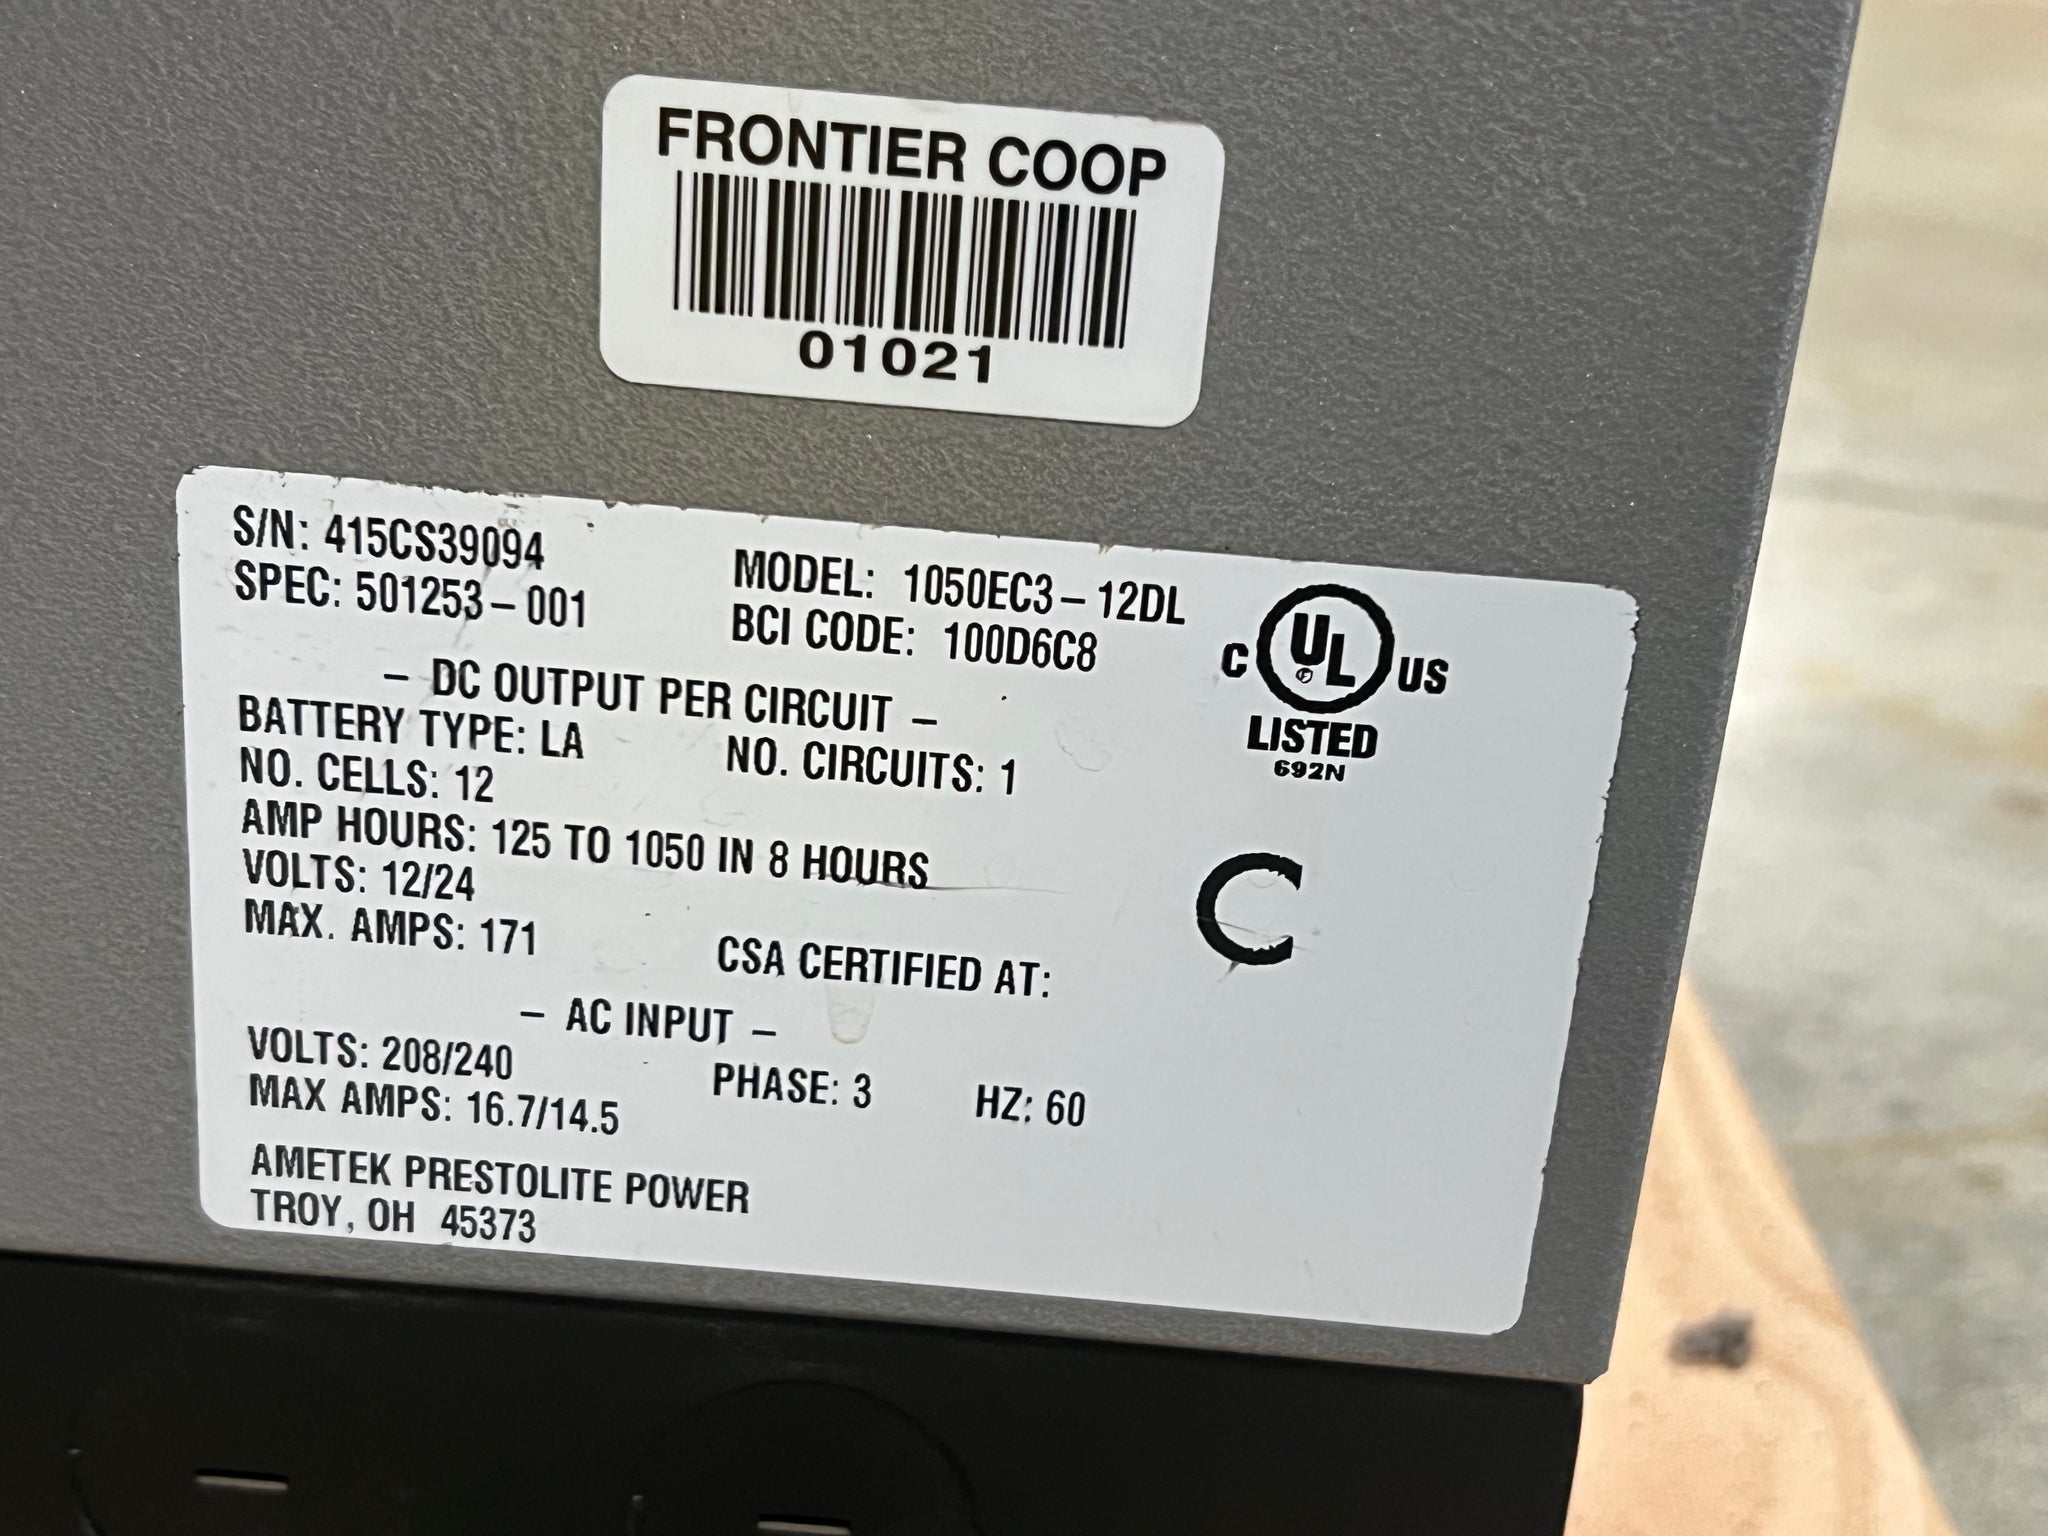 FRONTIER COOP
01021
S/N: 415CS39094
SPEC: 501253-001
MODEL: 1050EC3-12DL
BCI CODE: 100D6C8
C UL US
LISTED
692N
- DC OUTPUT PER CIRCUIT -
BATTERY TYPE: LA
NO. CIRCUITS: 1
NO. CELLS: 12
AMP HOURS: 125 TO 1050 IN 8 HOURS
VOLTS: 12/24
MAX. AMPS: 171
CSA CERTIFIED AT:
C
- AC INPUT -
VOLTS: 208/240
PHASE: 3
HZ: 60
MAX AMPS: 16.7/14.5
AMETEK PRESTOLITE POWER
TROY, OH 45373